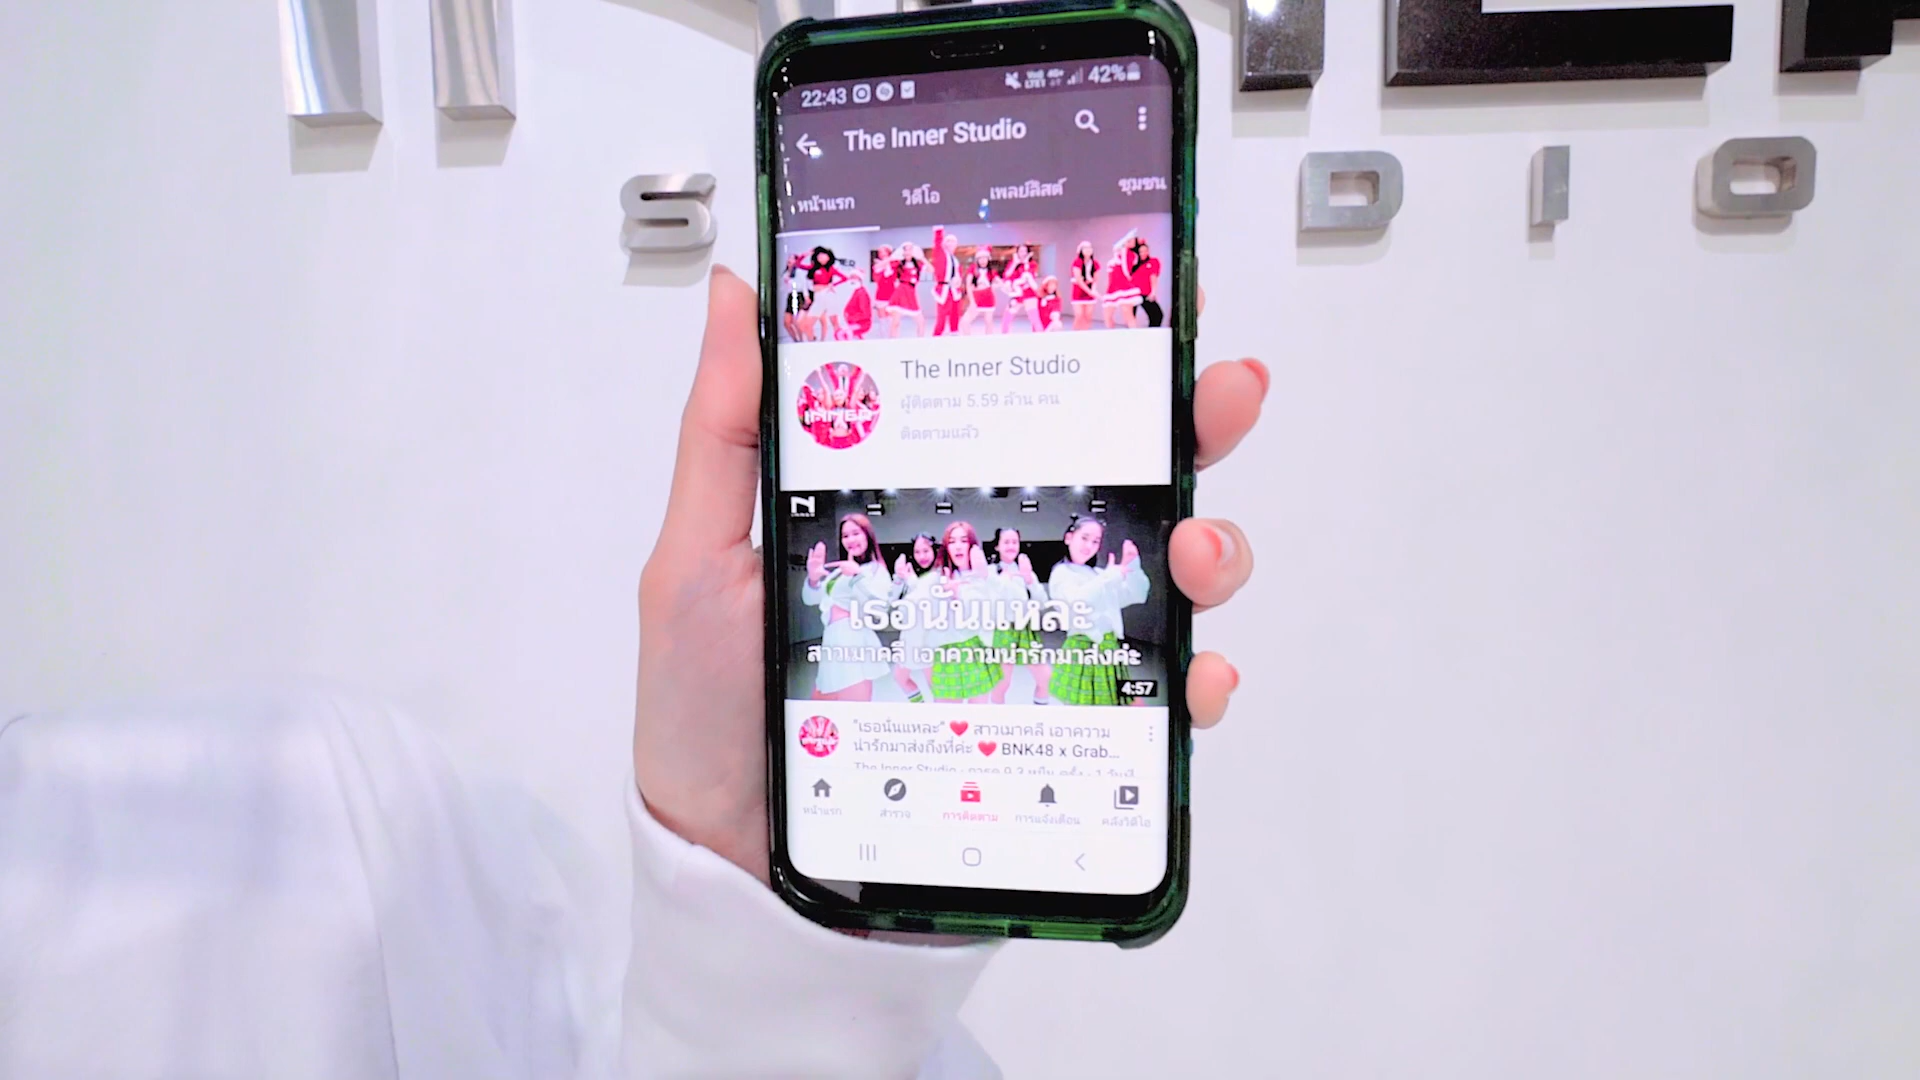 S DIO
22:43 42%
The Inner Studio
หน้าแรก วิดีโอ เพลย์ลิสต์ ชุมชน
The Inner Studio
ผู้ติดตาม 5.59 ล้าน คน
ติดตามแล้ว
INNER
เธอนั่นแหละ
สาวเมาคลี เอาความน่ารักมาส่งค่ะ
4:57
"เธอนั่นแหละ" ❤ สาวเมาคลี เอาความ
น่ารักมาส่งถึงที่ค่ะ ❤ BNK48 x Grab...
หน้าแรก สำรวจ การติดตาม การแจ้งเตือน คลังวิดีโอ